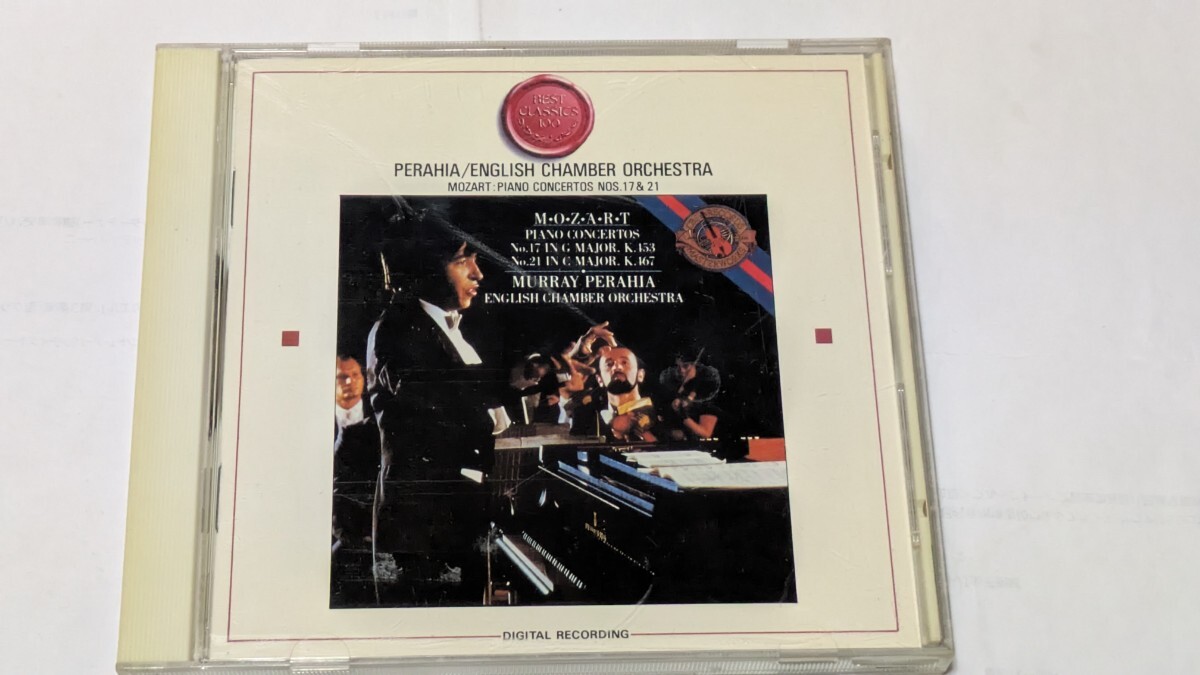 BEST
CLASSICS
100
PERAHIA/ENGLISH CHAMBER ORCHESTRA
MOZART: PIANO CONCERTOS NOS. 17 & 21
M·O·Z·A·R·T
PIANO CONCERTOS
No.17 IN G MAJOR, K.453
No.21 IN C MAJOR, K.467
MURRAY PERAHIA
ENGLISH CHAMBER ORCHESTRA
DIGITAL RECORDING